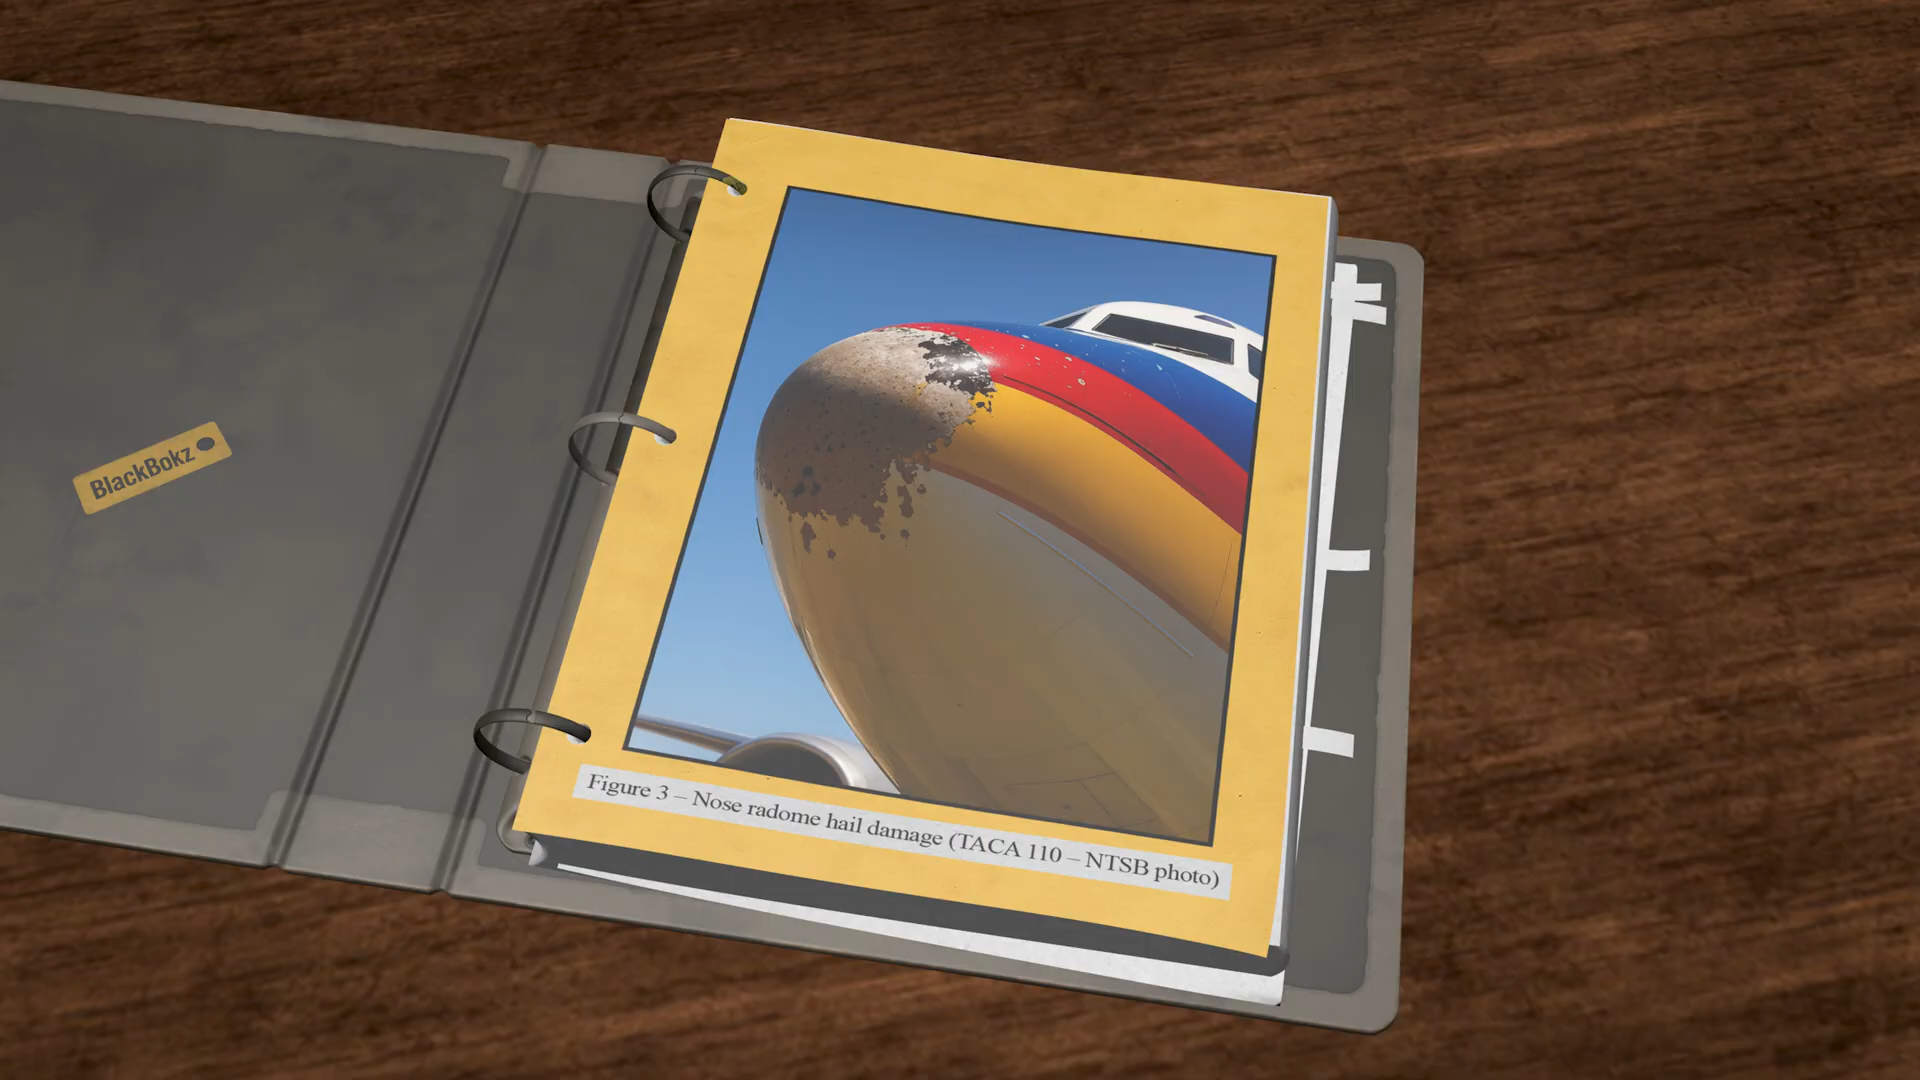 BlackBokz
Figure 3 – Nose radome hail damage (TACA 110 – NTSB photo)